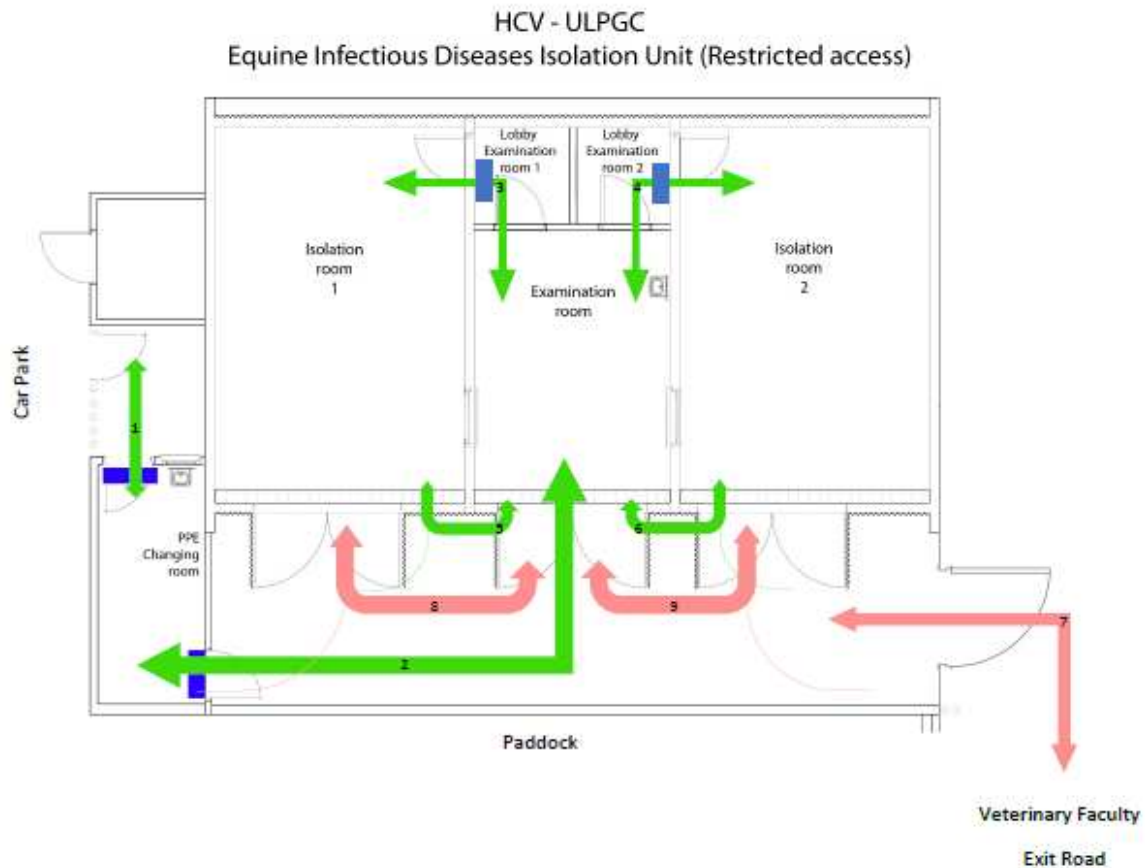 HCV - ULPGC
Equine Infectious Diseases Isolation Unit (Restricted access)
Lobby
Examination
room 1
Lobby
Examination
room 2
3
4
Isolation
room
1
Examination
room
Isolation
room
2
Car Park
1
PPE
Changing
room
5
6
8
9
7
2
Paddock
Veterinary Faculty
Exit Road